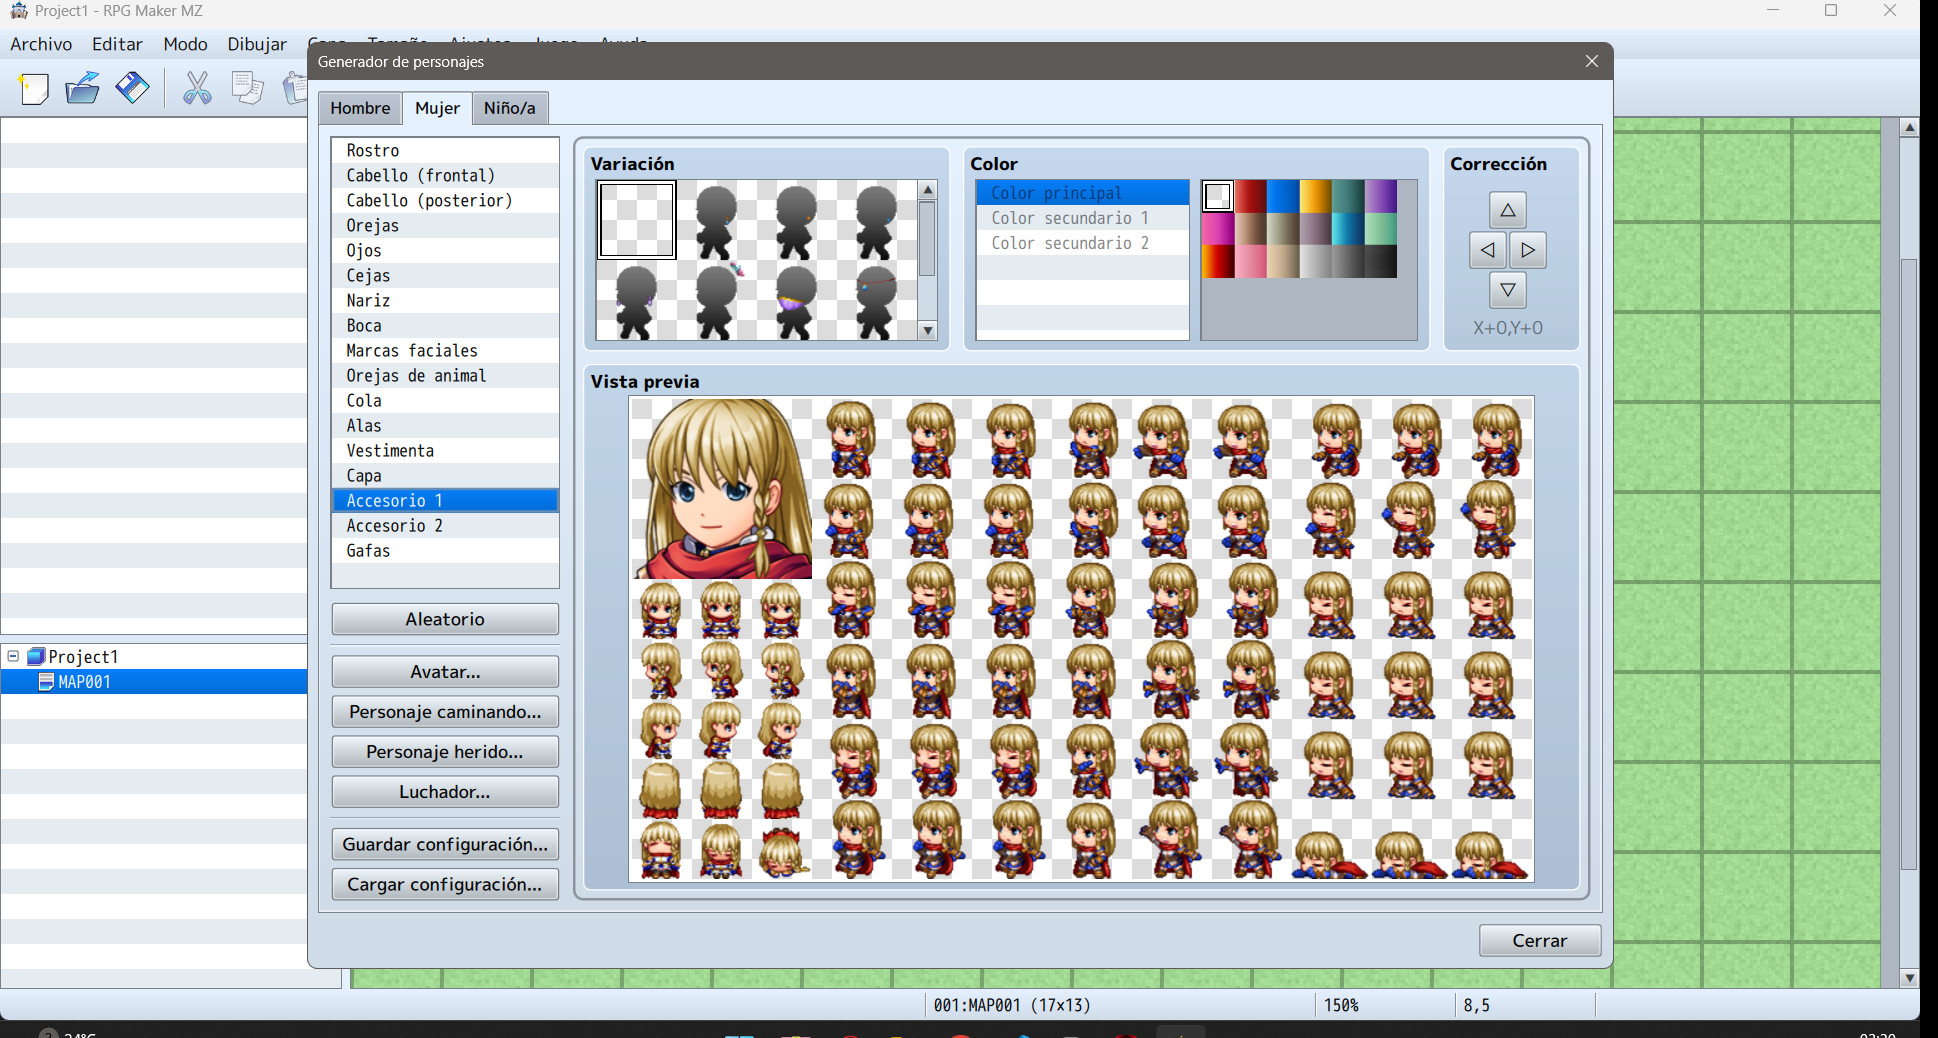 Project1 - RPG Maker MZ
Archivo Editar Modo Dibujar
Generador de personajes
Hombre Mujer Niño/a
Rostro
Cabello (frontal)
Cabello (posterior)
Orejas
Ojos
Cejas
Nariz
Boca
Marcas faciales
Orejas de animal
Cola
Alas
Vestimenta
Capa
Accesorio 1
Accesorio 2
Gafas
Aleatorio
Avatar...
Personaje caminando...
Personaje herido...
Luchador...
Guardar configuración...
Cargar configuración...
Variación
Color
Color principal
Color secundario 1
Color secundario 2
Corrección
X+0,Y+0
Vista previa
Cerrar
Project1
MAP001
001:MAP001 (17×13)
150%
8,5